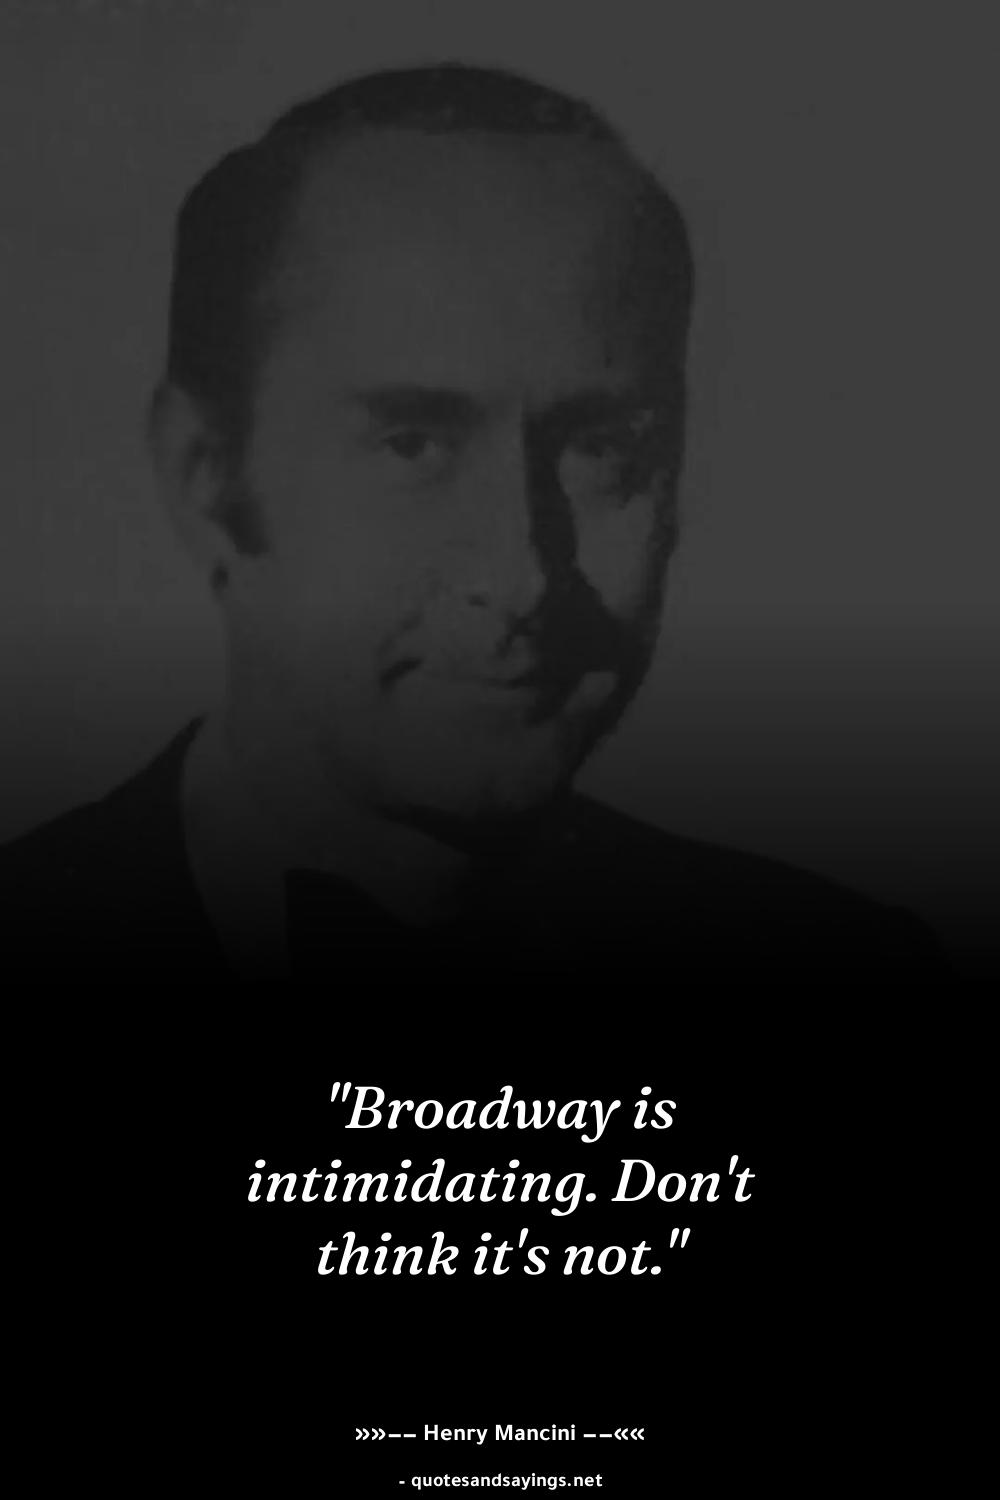 "Broadway is
intimidating. Don't
think it's not."
»»-- Henry Mancini --««
- quotesandsayings.net